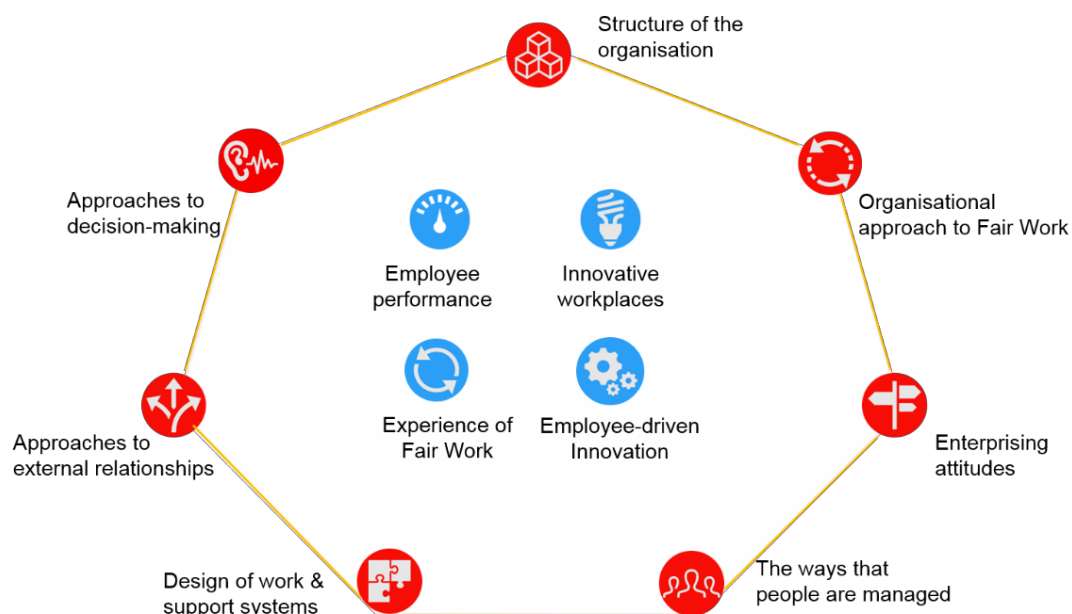 Structure of the
organisation
Approaches to
decision-making
Organisational
approach to Fair Work
Employee
performance
Innovative
workplaces
Experience of
Fair Work
Employee-driven
Innovation
Approaches to
external relationships
Enterprising
attitudes
Design of work &
support systems
The ways that
people are managed